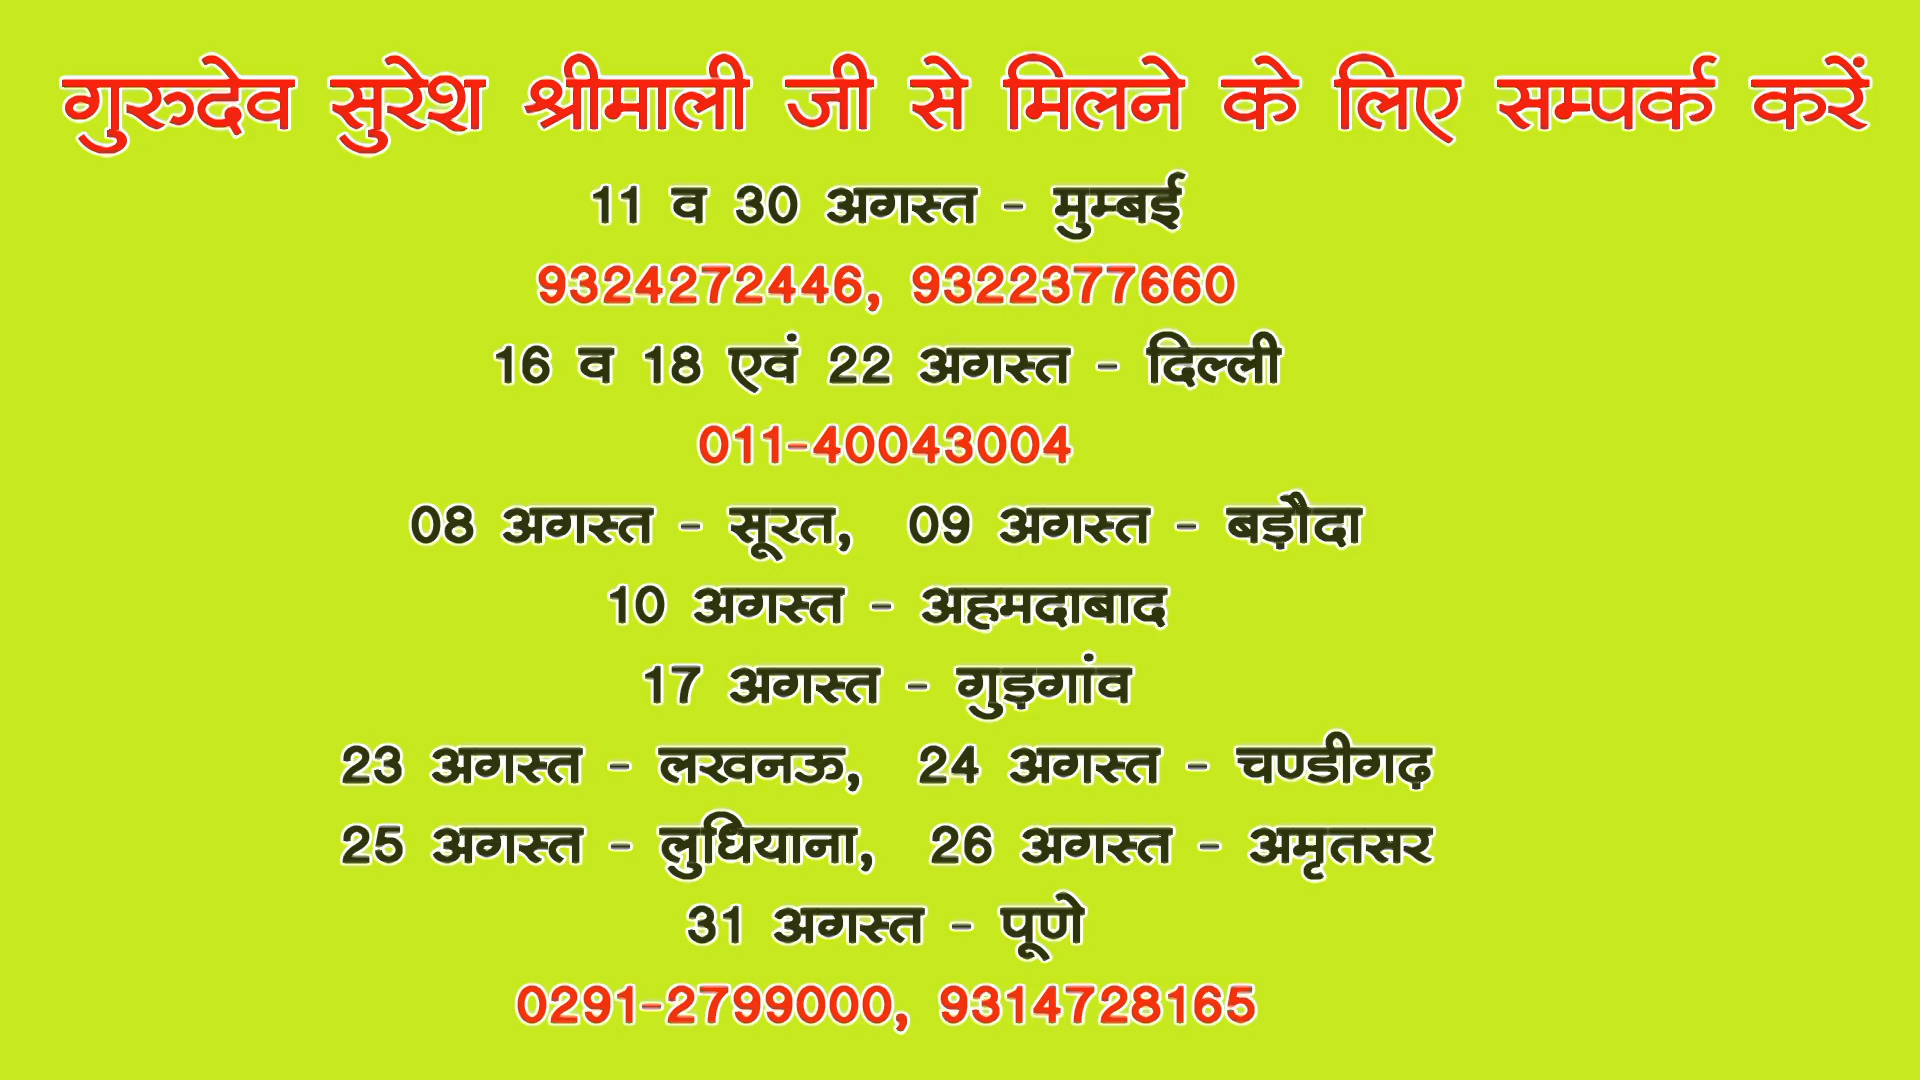 गुरुदेव सुरेश श्रीमाली जी से मिलने के लिए सम्पर्क करें
11 व 30 अगस्त - मुम्बई
9324272446, 9322377660
16 व 18 एवं 22 अगस्त - दिल्ली
011-40043004
08 अगस्त - सूरत, 09 अगस्त - बड़ौदा
10 अगस्त - अहमदाबाद
17 अगस्त - गुड़गांव
23 अगस्त - लखनऊ, 24 अगस्त - चण्डीगढ़
25 अगस्त - लुधियाना, 26 अगस्त - अमृतसर
31 अगस्त - पूणे
0291-2799000, 9314728165